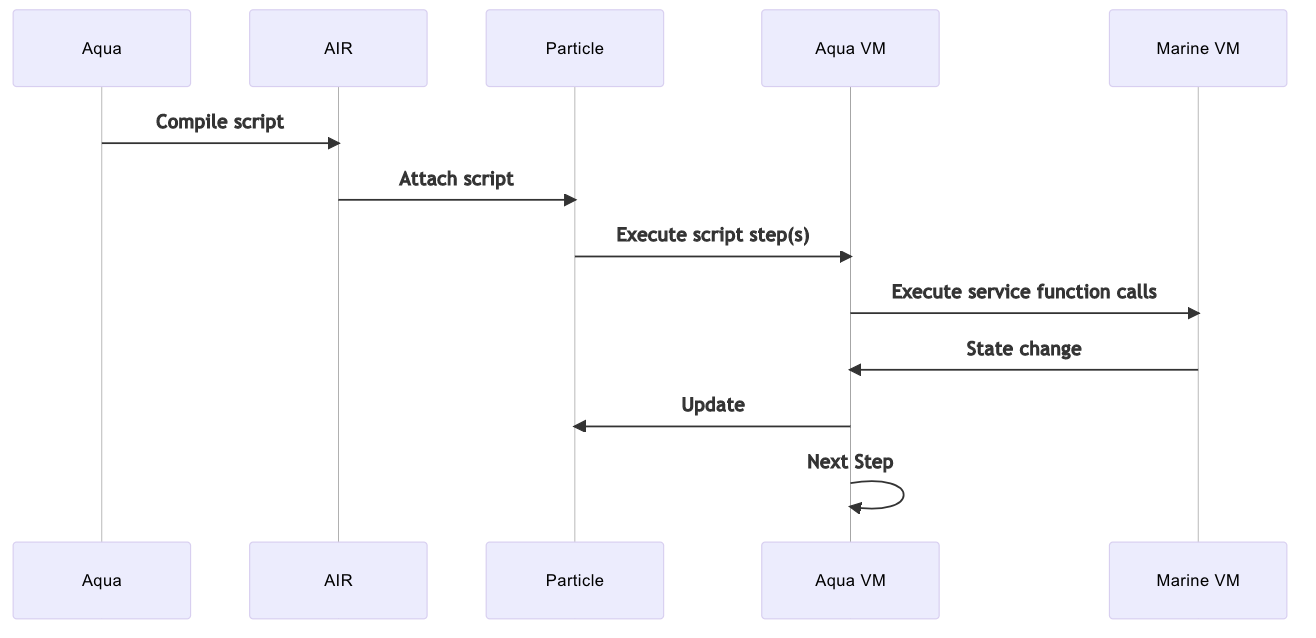 Aqua
AIR
Particle
Aqua VM
Marine VM
Compile script
Attach script
Execute script step(s)
Execute service function calls
State change
Update
Next Step
Aqua
AIR
Particle
Aqua VM
Marine VM